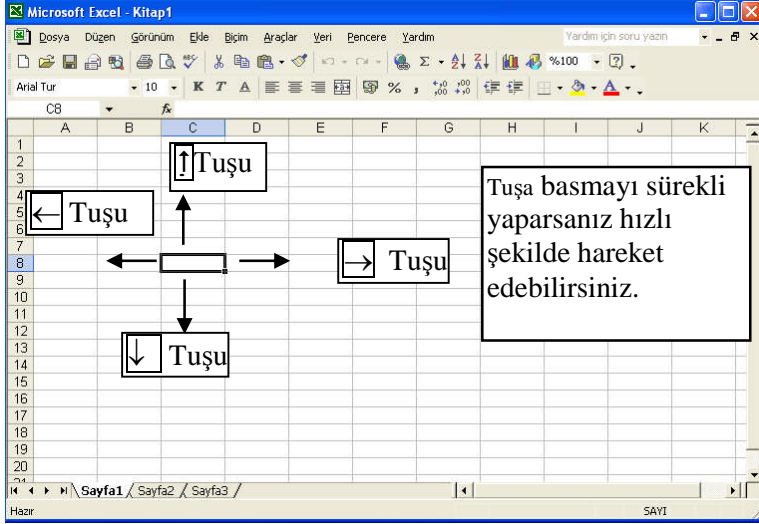 Microsoft Excel - Kitap1
Dosya Düzen Görünüm Ekle Biçim Araçlar Veri Pencere Yardım Yardım için soru yazın
%100
Arial Tur 10 K T A % ,
C8 fx
A B C D E F G H I J K
1
2
3
4
5
6
7
8
9
10
11
12
13
14
15
16
17
18
19
20
21
↑ Tuşu
← Tuşu
→ Tuşu
↓ Tuşu
Tuşa basmayı sürekli
yaparsanız hızlı
şekilde hareket
edebilirsiniz.
Sayfa1 / Sayfa2 / Sayfa3 /
Hazır SAYI